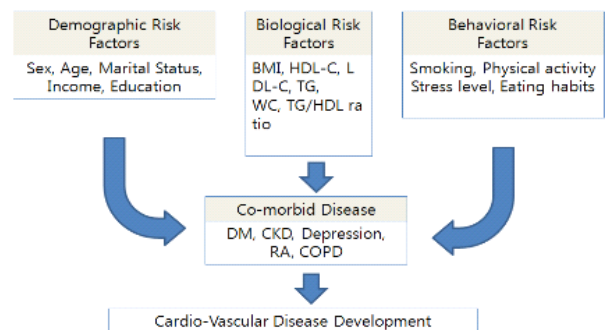 Demographic Risk
Factors
Sex, Age, Marital Status,
Income, Education
Biological Risk
Factors
BMI, HDL-C, L
DL-C, TG,
WC, TG/HDL ra
tio
Behavioral Risk
Factors
Smoking, Physical activity
Stress level, Eating habits
Co-morbid Disease
DM, CKD, Depression,
RA, COPD
Cardio-Vascular Disease Development